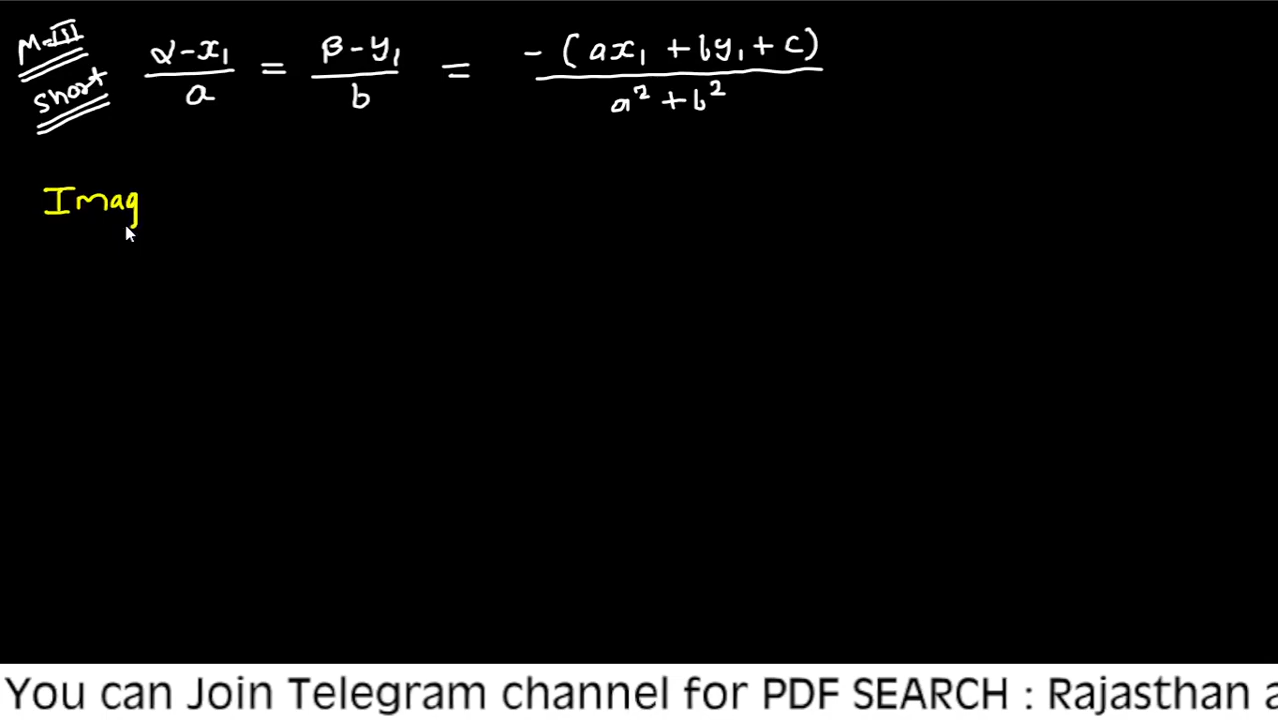 M-III
Short
α-x₁/a = β-y₁/b = -(ax₁+by₁+c)/a²+b²
Imag
You can Join Telegram channel for PDF SEARCH : Rajasthan a